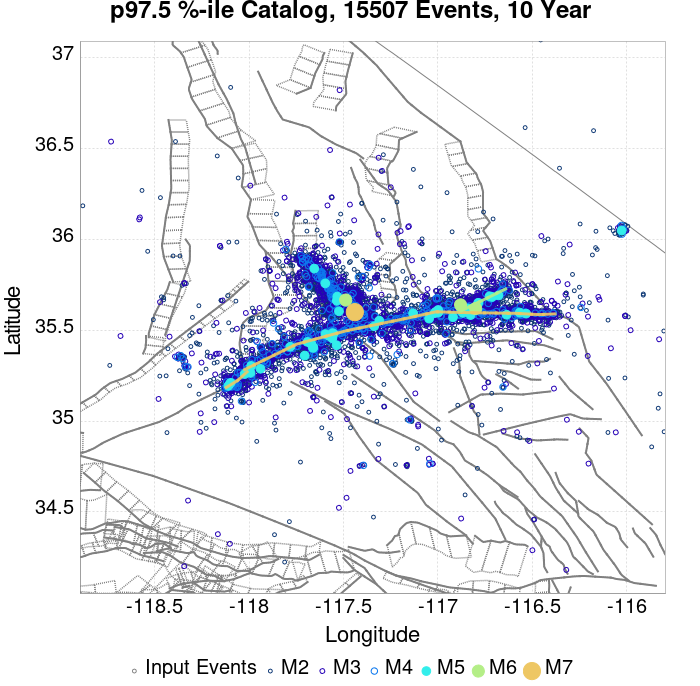 p97.5 %-ile Catalog, 15507 Events, 10 Year
37
36.5
36
35.5
35
34.5
Latitude
-118.5 -118 -117.5 -117 -116.5 -116
Longitude
Input Events M2 M3 M4 M5 M6 M7